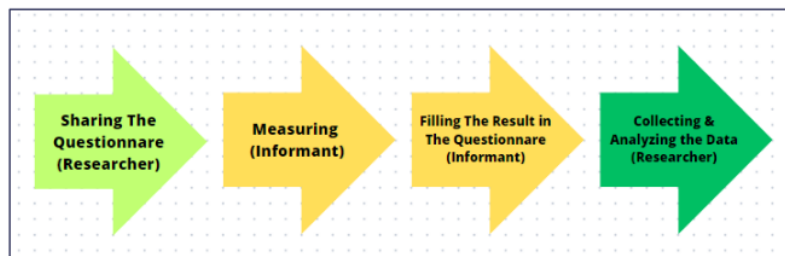 Sharing The
Questionnare
(Researcher)
Measuring
(Informant)
Filling The Result in
The Questionnare
(Informant)
Collecting &
Analyzing the Data
(Researcher)